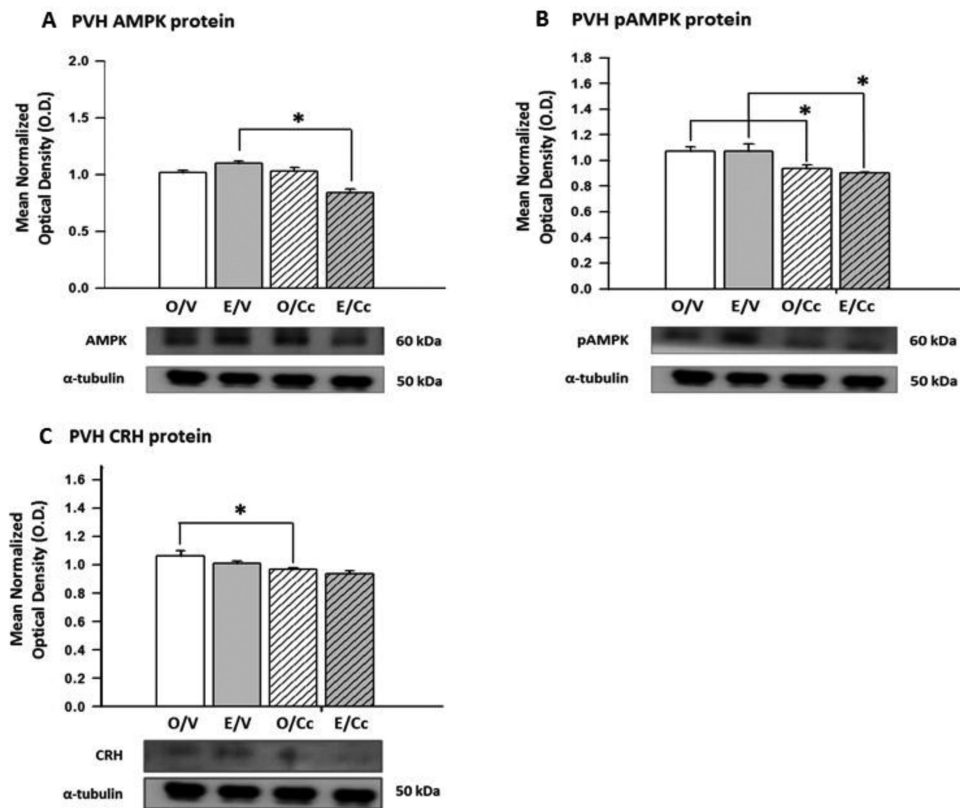 A PVH AMPK protein
Mean Normalized
Optical Density (O.D.)
2.0
1.5
1.0
0.5
0.0
*
O/V E/V O/Cc E/Cc
AMPK 60 kDa
α-tubulin 50 kDa
B PVH pAMPK protein
Mean Normalized
Optical Density (O.D.)
1.8
1.6
1.4
1.2
1.0
0.8
0.6
0.4
0.2
0.0
*
*
O/V E/V O/Cc E/Cc
pAMPK 60 kDa
α-tubulin 50 kDa
C PVH CRH protein
Mean Normalized
Optical Density (O.D.)
1.6
1.4
1.2
1.0
0.8
0.6
0.4
0.2
0.0
*
O/V E/V O/Cc E/Cc
CRH
α-tubulin 50 kDa